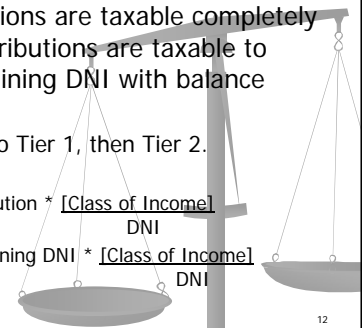 ions are taxable completely
ributions are taxable to
ining DNI with balance
o Tier 1, then Tier 2.
ution * [Class of Income]
DNI
ning DNI * [Class of Income]
DNI
12